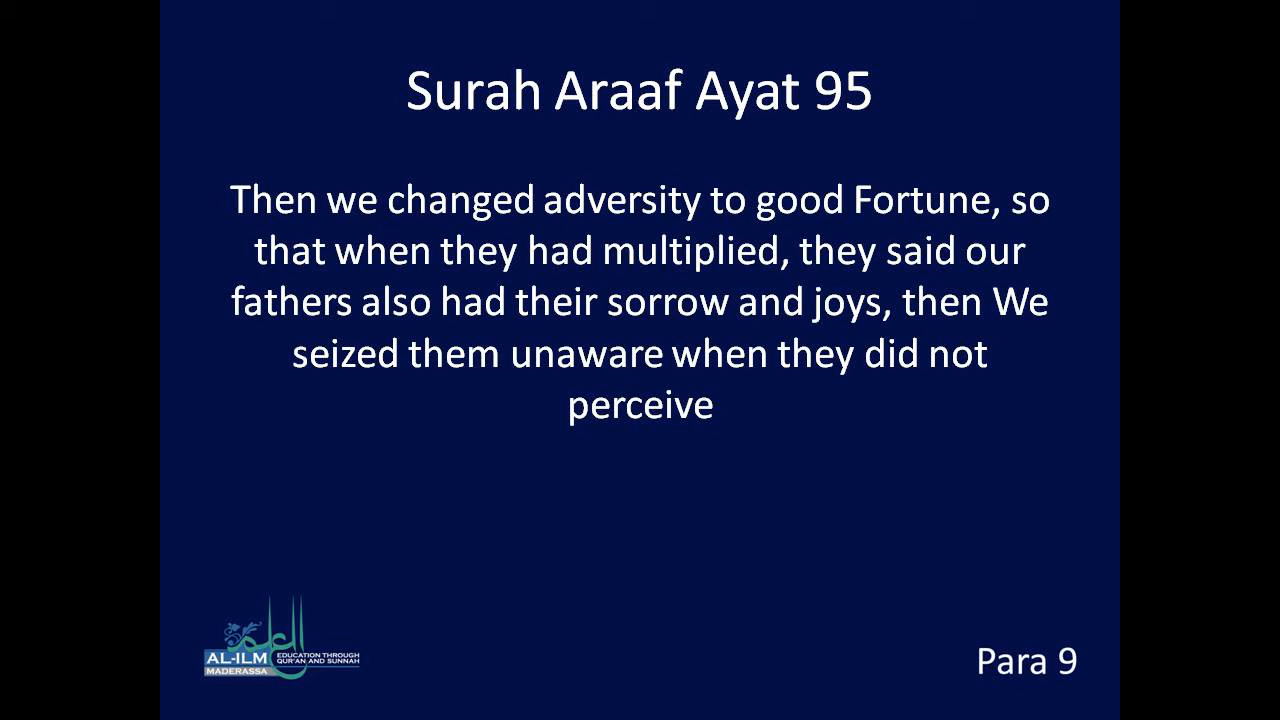 Surah Araaf Ayat 95
Then we changed adversity to good Fortune, so
that when they had multiplied, they said our
fathers also had their sorrow and joys, then We
seized them unaware when they did not
perceive
العلم
AL-ILM
MADERASSA
EDUCATION THROUGH
QUR'AN AND SUNNAH
Para 9